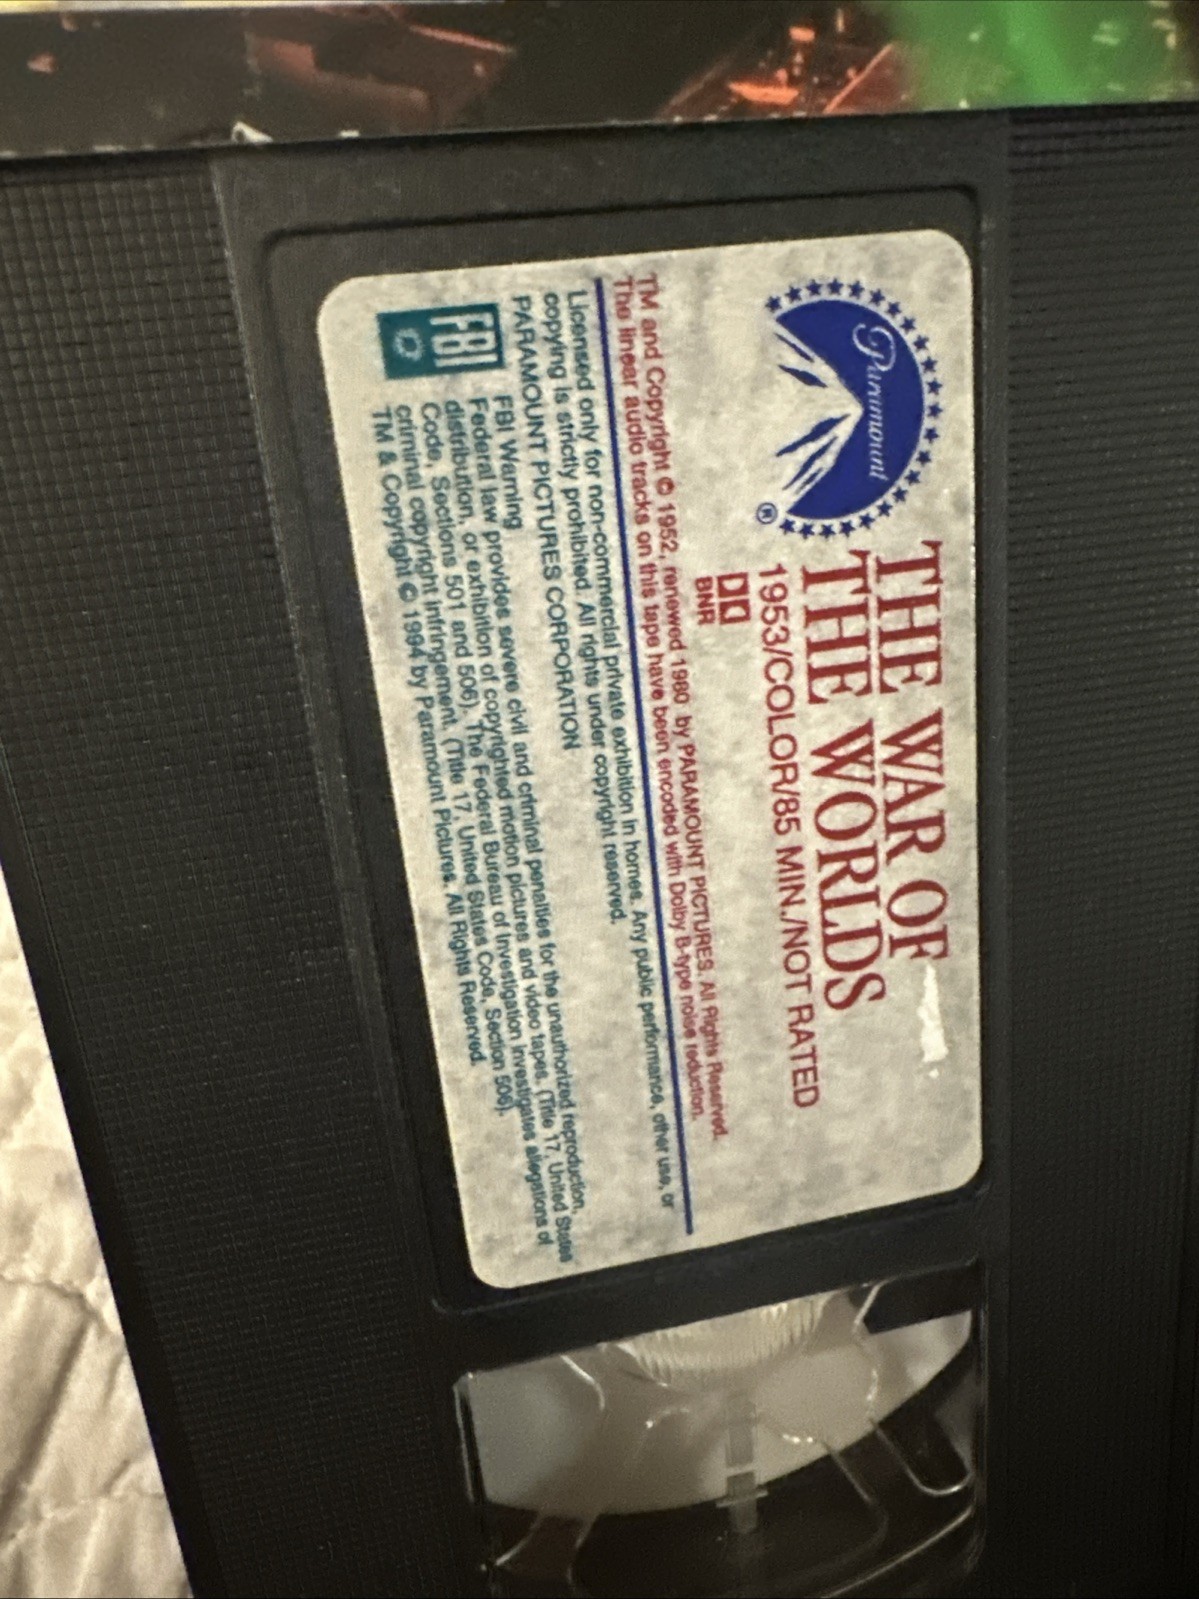 Paramount
®
THE WAR OF
THE WORLDS
1953/COLOR/85 MIN./NOT RATED
BNR
TM and Copyright © 1952, renewed 1980 by PARAMOUNT PICTURES. All Rights Reserved.
The linear audio tracks on this tape have been encoded with Dolby B-type noise reduction.
Licensed only for non-commercial private exhibition in homes. Any public performance, other use, or
copying is strictly prohibited. All rights under copyright reserved.
PARAMOUNT PICTURES CORPORATION
FBI
FBI Warning
Federal law provides severe civil and criminal penalties for the unauthorized reproduction,
distribution, or exhibition of copyrighted motion pictures and video tapes. (Title 17, United States
Code, Sections 501 and 506). The Federal Bureau of Investigation investigates allegations of
criminal copyright infringement. (Title 17, United States Code, Section 506).
TM & Copyright © 1994 by Paramount Pictures. All Rights Reserved.